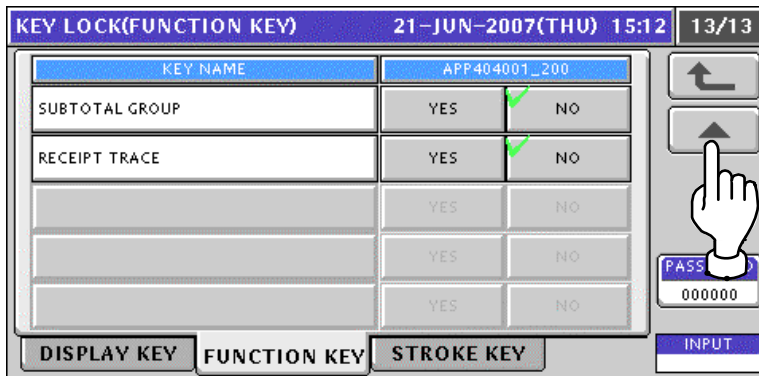 KEY LOCK(FUNCTION KEY) 21-JUN-2007(THU) 15:12 13/13
KEY NAME APP404001_200
SUBTOTAL GROUP YES NO
RECEIPT TRACE YES NO
YES NO
YES NO
YES NO
000000
DISPLAY KEY FUNCTION KEY STROKE KEY INPUT